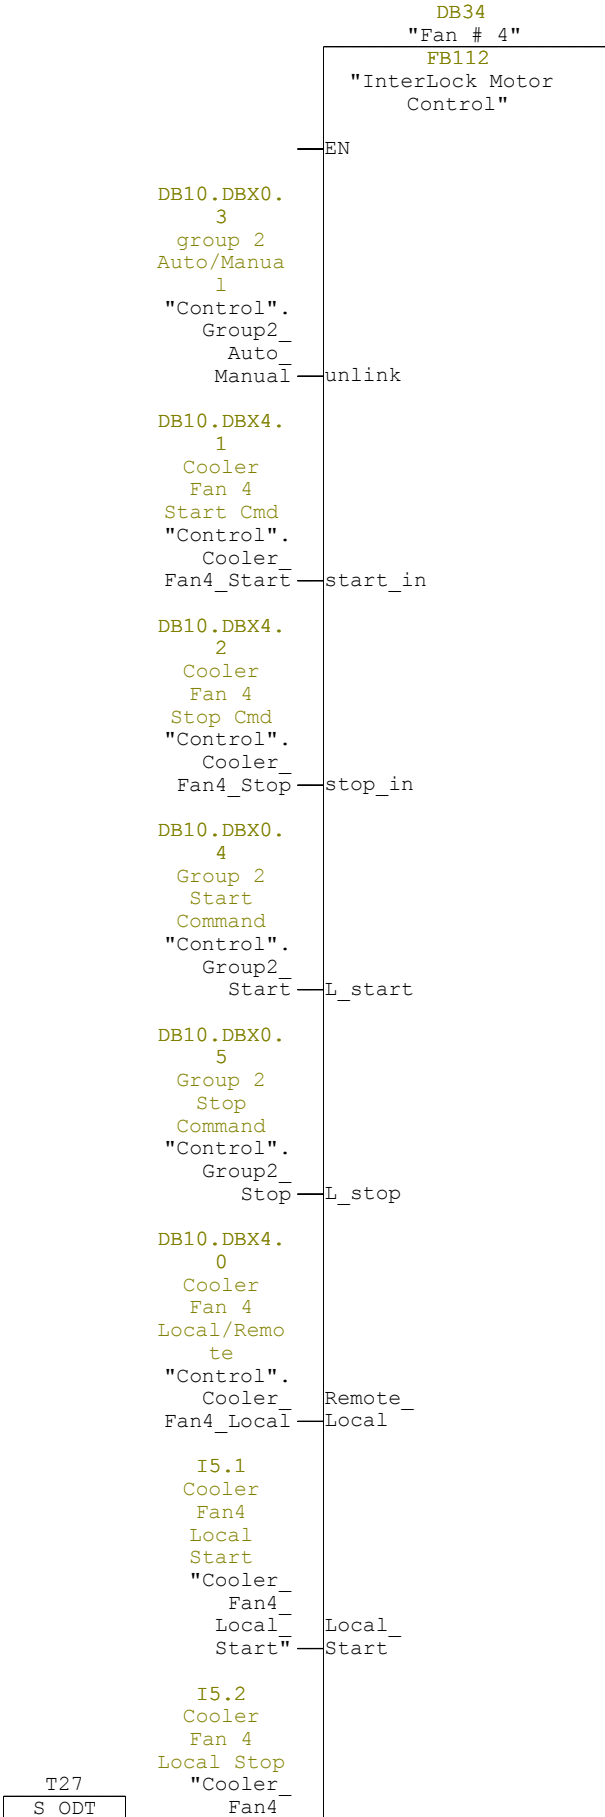 DB34
"Fan # 4"
FB112
"InterLock Motor
Control"
EN
DB10.DBX0.
3
group 2
Auto/Manua
l
"Control".
Group2_
Auto_
Manual
unlink
DB10.DBX4.
1
Cooler
Fan 4
Start Cmd
"Control".
Cooler_
Fan4_Start
start_in
DB10.DBX4.
2
Cooler
Fan 4
Stop Cmd
"Control".
Cooler_
Fan4_Stop
stop_in
DB10.DBX0.
4
Group 2
Start
Command
"Control".
Group2_
Start
L_start
DB10.DBX0.
5
Group 2
Stop
Command
"Control".
Group2_
Stop
L_stop
DB10.DBX4.
0
Cooler
Fan 4
Local/Remo
te
"Control".
Cooler_
Fan4_Local
Remote_
Local
I5.1
Cooler
Fan4
Local
Start
"Cooler_
Fan4_
Local_
Start"
Local_
Start
I5.2
Cooler
Fan 4
Local Stop
"Cooler_
Fan4
T27
S ODT